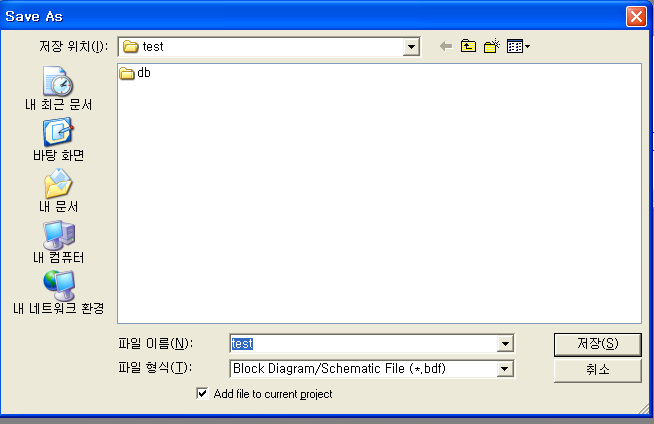 Save As
저장 위치(I):
test
db
내 최근 문서
바탕 화면
내 문서
내 컴퓨터
내 네트워크 환경
파일 이름(N):
test
저장(S)
파일 형식(T):
Block Diagram/Schematic File (*.bdf)
취소
Add file to current project